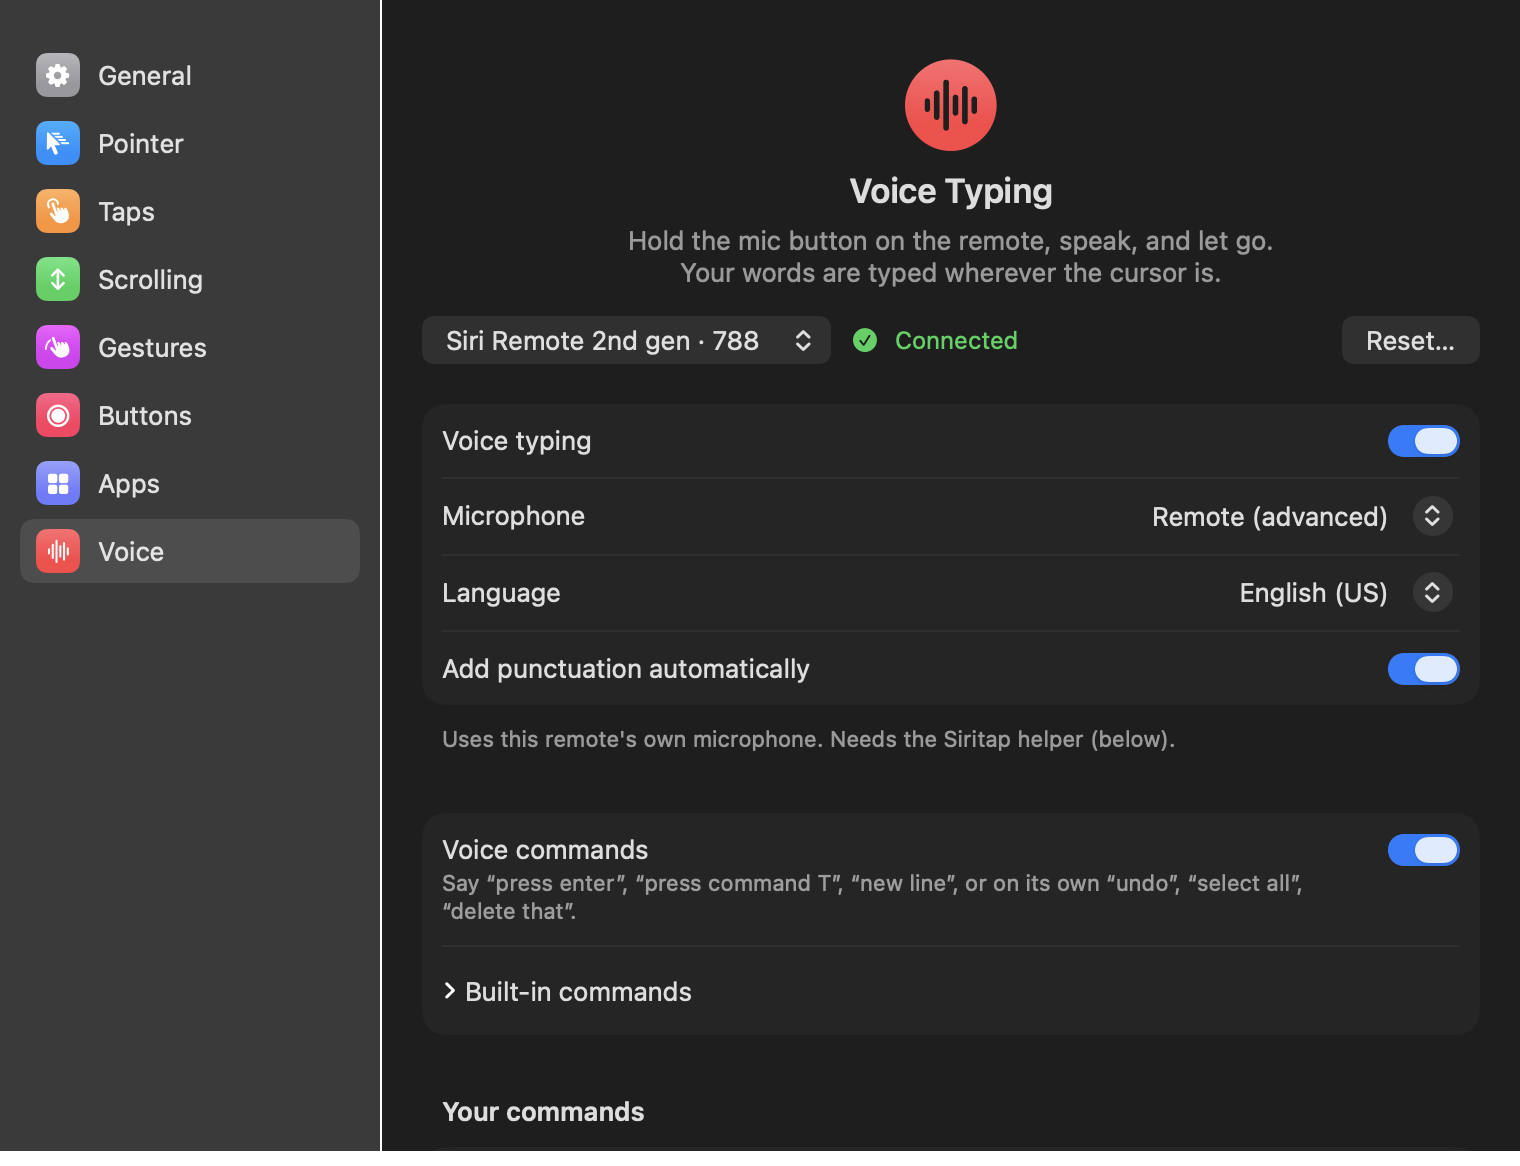 General
Pointer
Taps
Scrolling
Gestures
Buttons
Apps
Voice
Voice Typing
Hold the mic button on the remote, speak, and let go.
Your words are typed wherever the cursor is.
Siri Remote 2nd gen · 788
Connected
Reset...
Voice typing
Microphone
Remote (advanced)
Language
English (US)
Add punctuation automatically
Uses this remote's own microphone. Needs the Siritap helper (below).
Voice commands
Say “press enter”, “press command T”, “new line”, or on its own “undo”, “select all”,
“delete that”.
Built-in commands
Your commands